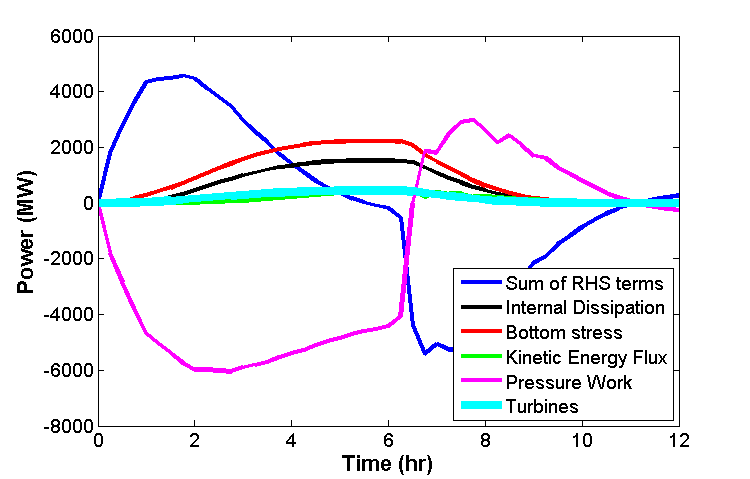 6000
4000
2000
0
-2000
-4000
-6000
-8000
Power (MW)
Sum of RHS terms
Internal Dissipation
Bottom stress
Kinetic Energy Flux
Pressure Work
Turbines
0 2 4 6 8 10 12
Time (hr)